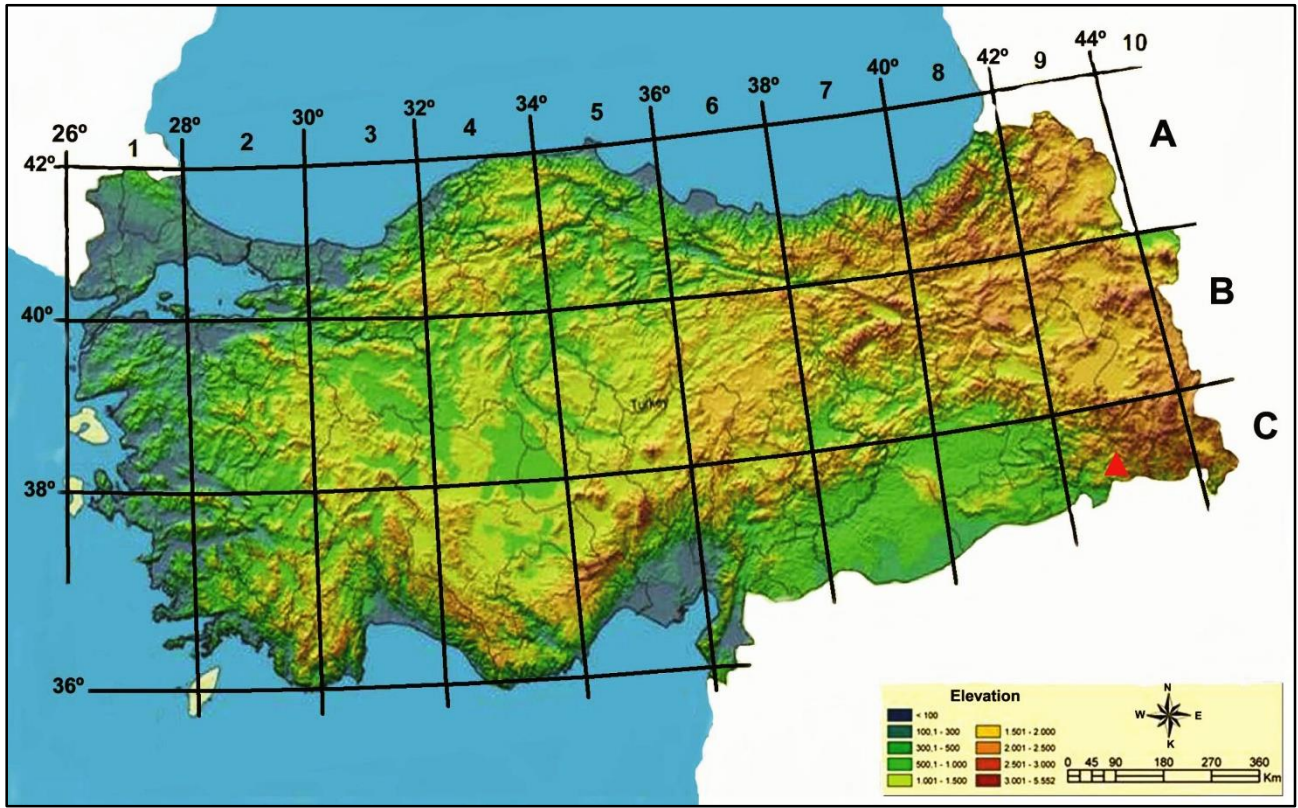 26º 28º 30º 32º 34º 36º 38º 40º 42º 44º
1 2 3 4 5 6 7 8 9 10
42º
40º
38º
36º
A
B
C
Turkey
Elevation
< 100
100,1 - 300
300,1 - 500
500,1 - 1.000
1.001 - 1.500
1.501 - 2.000
2.001 - 2.500
2.501 - 3.000
3.001 - 5.552
N
W E
K
0 45 90 180 270 360
Km